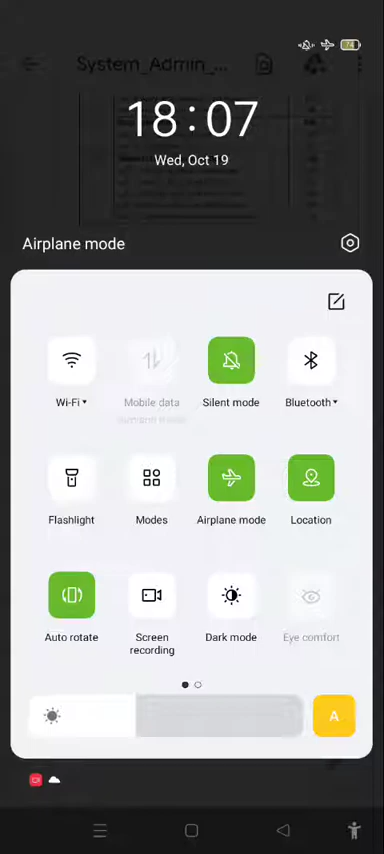 74
System_Admin_...
18:07
Wed, Oct 19
Airplane mode
Wi-Fi
Mobile data
Silent mode
Bluetooth
Flashlight
Modes
Airplane mode
Location
Auto rotate
Screen
recording
Dark mode
Eye comfort
A